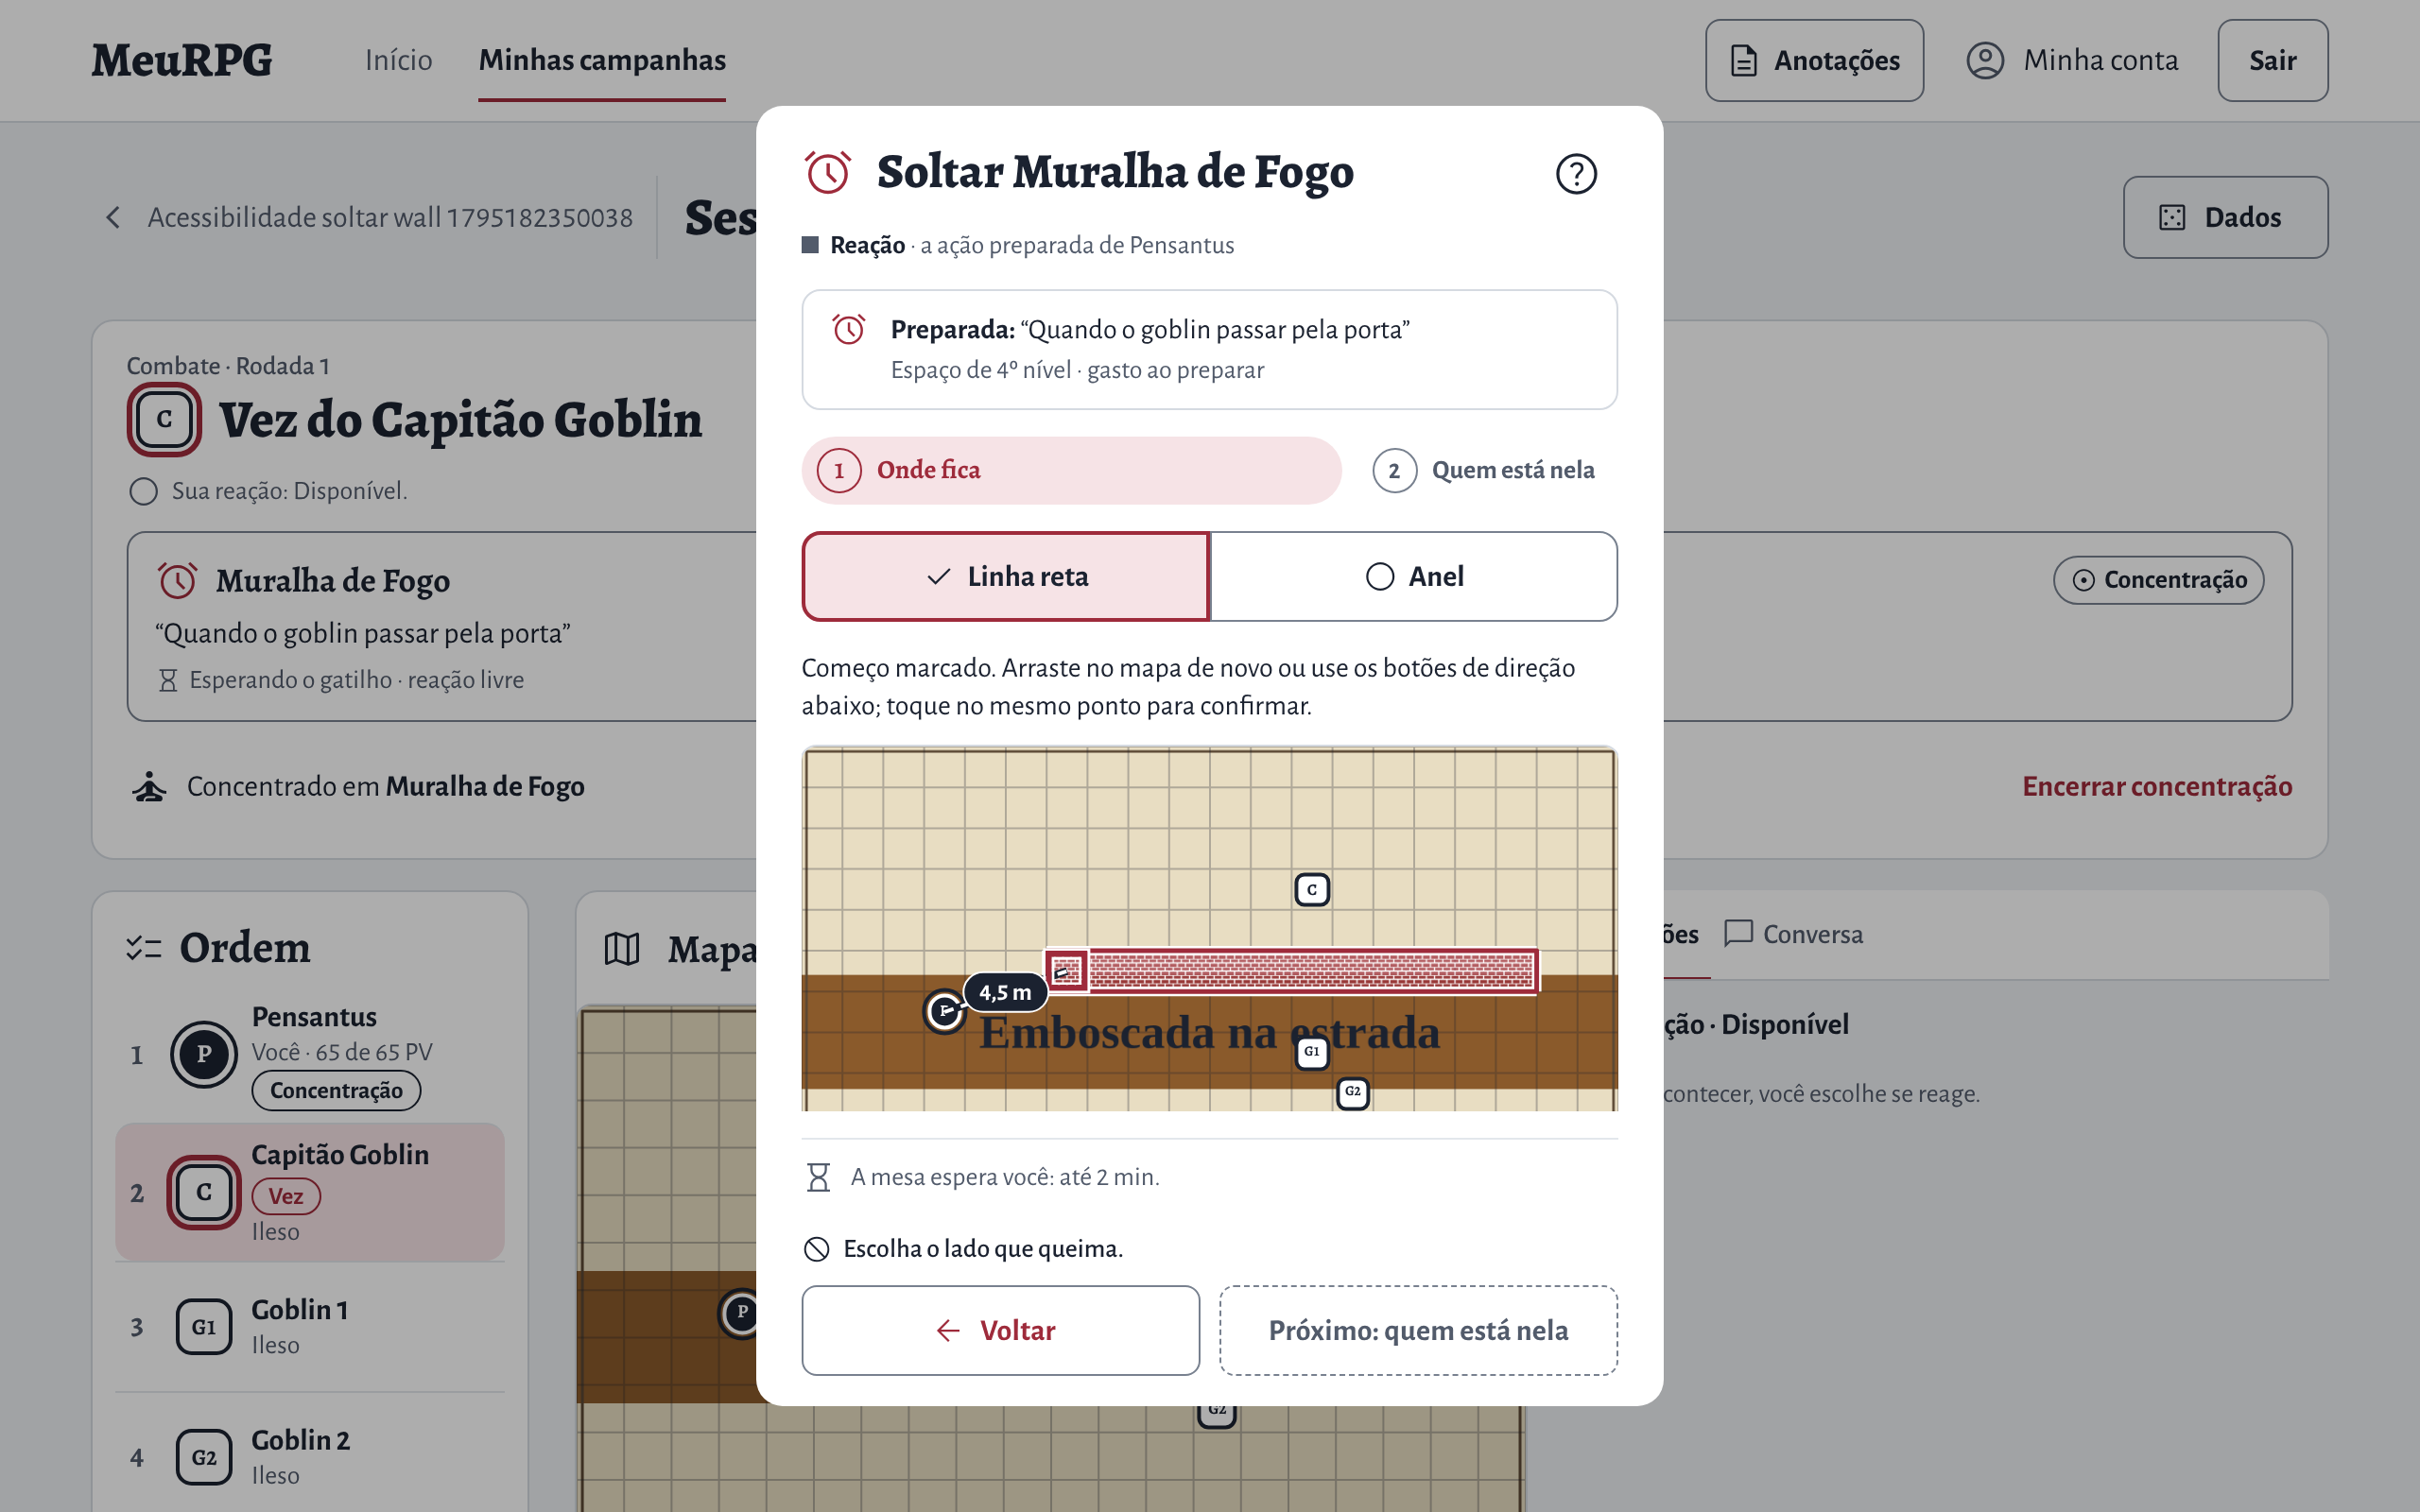 MeuRPG
Início
Minhas campanhas
Anotações
Minha conta
Sair
Acessibilidade soltar wall 1795182350038
Dados
Combate · Rodada 1
C
Vez do Capitão Goblin
Sua reação: Disponível.
Muralha de Fogo
“Quando o goblin passar pela porta”
Esperando o gatilho · reação livre
Concentração
Concentrado em Muralha de Fogo
Encerrar concentração
Ordem
1
P
Pensantus
Você · 65 de 65 PV
Concentração
2
C
Capitão Goblin
Vez
Ileso
3
G1
Goblin 1
Ileso
4
G2
Goblin 2
Ileso
Mapa
P
G2
Conversa
Disponível
contecer, você escolhe se reage.
Soltar Muralha de Fogo
Reação · a ação preparada de Pensantus
Preparada: “Quando o goblin passar pela porta”
Espaço de 4º nível · gasto ao preparar
1
Onde fica
2
Quem está nela
Linha reta
Anel
Começo marcado. Arraste no mapa de novo ou use os botões de direção
abaixo; toque no mesmo ponto para confirmar.
C
4,5 m
Emboscada na estrada
G1
G2
A mesa espera você: até 2 min.
Escolha o lado que queima.
Voltar
Próximo: quem está nela